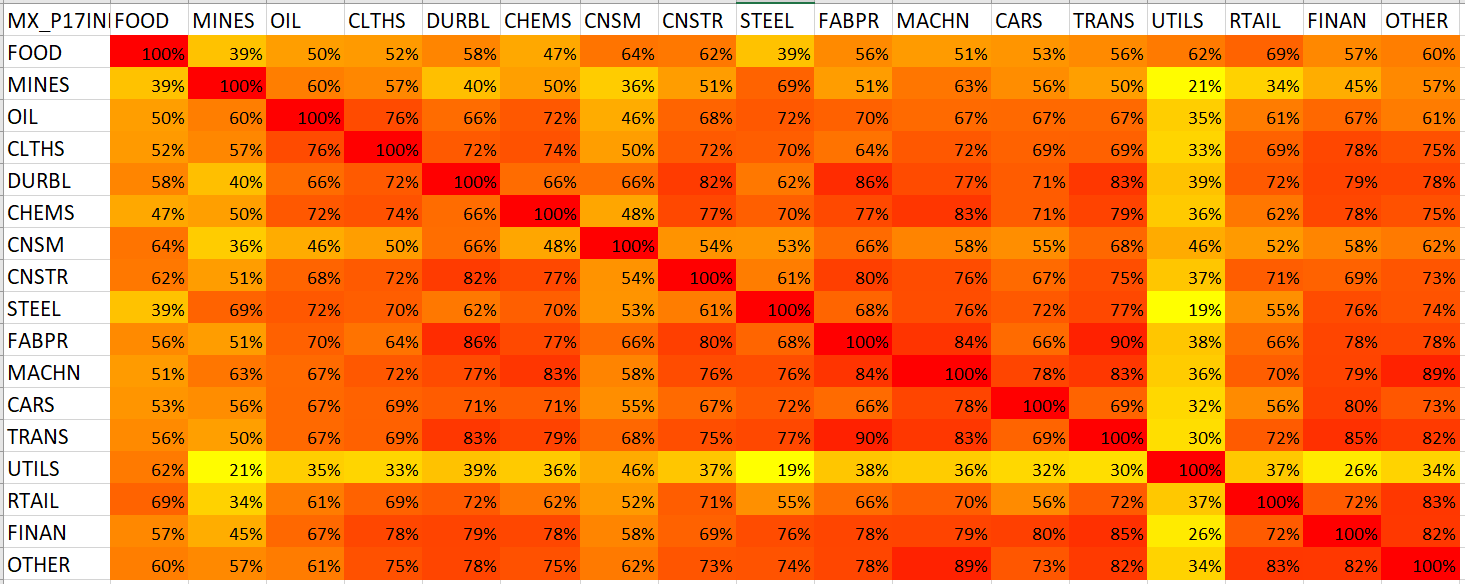 MX_P17INI FOOD MINES OIL CLTHS DURBL CHEMS CNSM CNSTR STEEL FABPR MACHN CARS TRANS UTILS RTAIL FINAN OTHER
FOOD 100% 39% 50% 52% 58% 47% 64% 62% 39% 56% 51% 53% 56% 62% 69% 57% 60%
MINES 39% 100% 60% 57% 40% 50% 36% 51% 69% 51% 63% 56% 50% 21% 34% 45% 57%
OIL 50% 60% 100% 76% 66% 72% 46% 68% 72% 70% 67% 67% 67% 35% 61% 67% 61%
CLTHS 52% 57% 76% 100% 72% 74% 50% 72% 70% 64% 72% 69% 69% 33% 69% 78% 75%
DURBL 58% 40% 66% 72% 100% 66% 66% 82% 62% 86% 77% 71% 83% 39% 72% 79% 78%
CHEMS 47% 50% 72% 74% 66% 100% 48% 77% 70% 77% 83% 71% 79% 36% 62% 78% 75%
CNSM 64% 36% 46% 50% 66% 48% 100% 54% 53% 66% 58% 55% 68% 46% 52% 58% 62%
CNSTR 62% 51% 68% 72% 82% 77% 54% 100% 61% 80% 76% 67% 75% 37% 71% 69% 73%
STEEL 39% 69% 72% 70% 62% 70% 53% 61% 100% 68% 76% 72% 77% 19% 55% 76% 74%
FABPR 56% 51% 70% 64% 86% 77% 66% 80% 68% 100% 84% 66% 90% 38% 66% 78% 78%
MACHN 51% 63% 67% 72% 77% 83% 58% 76% 76% 84% 100% 78% 83% 36% 70% 79% 89%
CARS 53% 56% 67% 69% 71% 71% 55% 67% 72% 66% 78% 100% 69% 32% 56% 80% 73%
TRANS 56% 50% 67% 69% 83% 79% 68% 75% 77% 90% 83% 69% 100% 30% 72% 85% 82%
UTILS 62% 21% 35% 33% 39% 36% 46% 37% 19% 38% 36% 32% 30% 100% 37% 26% 34%
RTAIL 69% 34% 61% 69% 72% 62% 52% 71% 55% 66% 70% 56% 72% 37% 100% 72% 83%
FINAN 57% 45% 67% 78% 79% 78% 58% 69% 76% 78% 79% 80% 85% 26% 72% 100% 82%
OTHER 60% 57% 61% 75% 78% 75% 62% 73% 74% 78% 89% 73% 82% 34% 83% 82% 100%